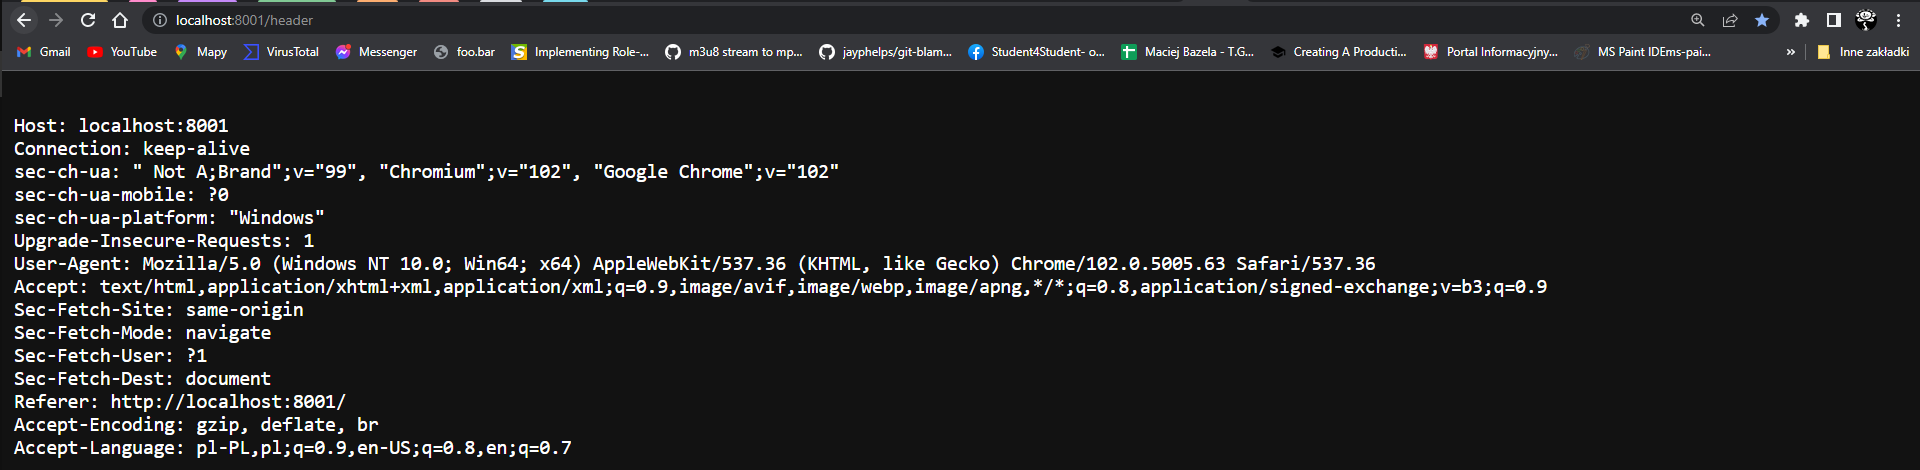 localhost:8001/header
Gmail YouTube Mapy VirusTotal Messenger foo.bar Implementing Role-... m3u8 stream to mp... jayphelps/git-blam... Student4Student- o... Maciej Bazela - T.G... Creating A Producti... Portal Informacyjny... MS Paint IDEms-pai... » Inne zakładki
Host: localhost:8001
Connection: keep-alive
sec-ch-ua: " Not A;Brand";v="99", "Chromium";v="102", "Google Chrome";v="102"
sec-ch-ua-mobile: ?0
sec-ch-ua-platform: "Windows"
Upgrade-Insecure-Requests: 1
User-Agent: Mozilla/5.0 (Windows NT 10.0; Win64; x64) AppleWebKit/537.36 (KHTML, like Gecko) Chrome/102.0.5005.63 Safari/537.36
Accept: text/html,application/xhtml+xml,application/xml;q=0.9,image/avif,image/webp,image/apng,*/*;q=0.8,application/signed-exchange;v=b3;q=0.9
Sec-Fetch-Site: same-origin
Sec-Fetch-Mode: navigate
Sec-Fetch-User: ?1
Sec-Fetch-Dest: document
Referer: http://localhost:8001/
Accept-Encoding: gzip, deflate, br
Accept-Language: pl-PL,pl;q=0.9,en-US;q=0.8,en;q=0.7